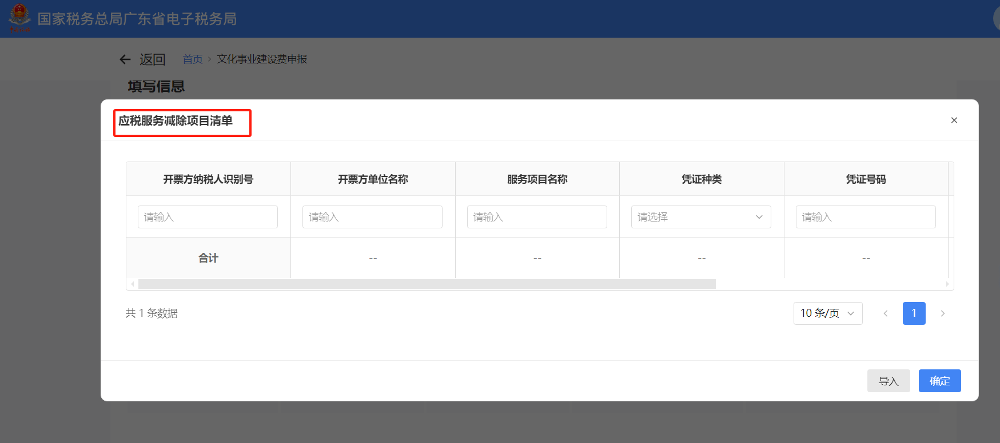 国家税务总局广东省电子税务局
返回 首页 > 文化事业建设费申报
填写信息
应税服务减除项目清单 ×
开票方纳税人识别号 开票方单位名称 服务项目名称 凭证种类 凭证号码
请输入 请输入 请输入 请选择 请输入
合计 -- -- -- --
共 1 条数据 10 条/页 1
导入 确定